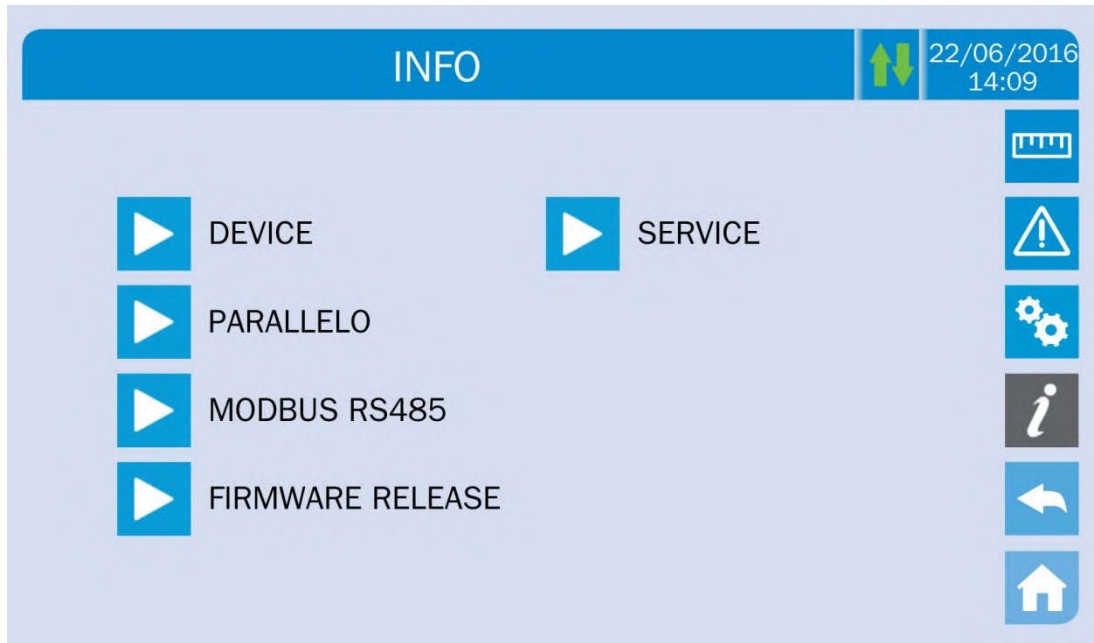 INFO
22/06/2016
14:09
DEVICE
SERVICE
PARALLELO
MODBUS RS485
FIRMWARE RELEASE